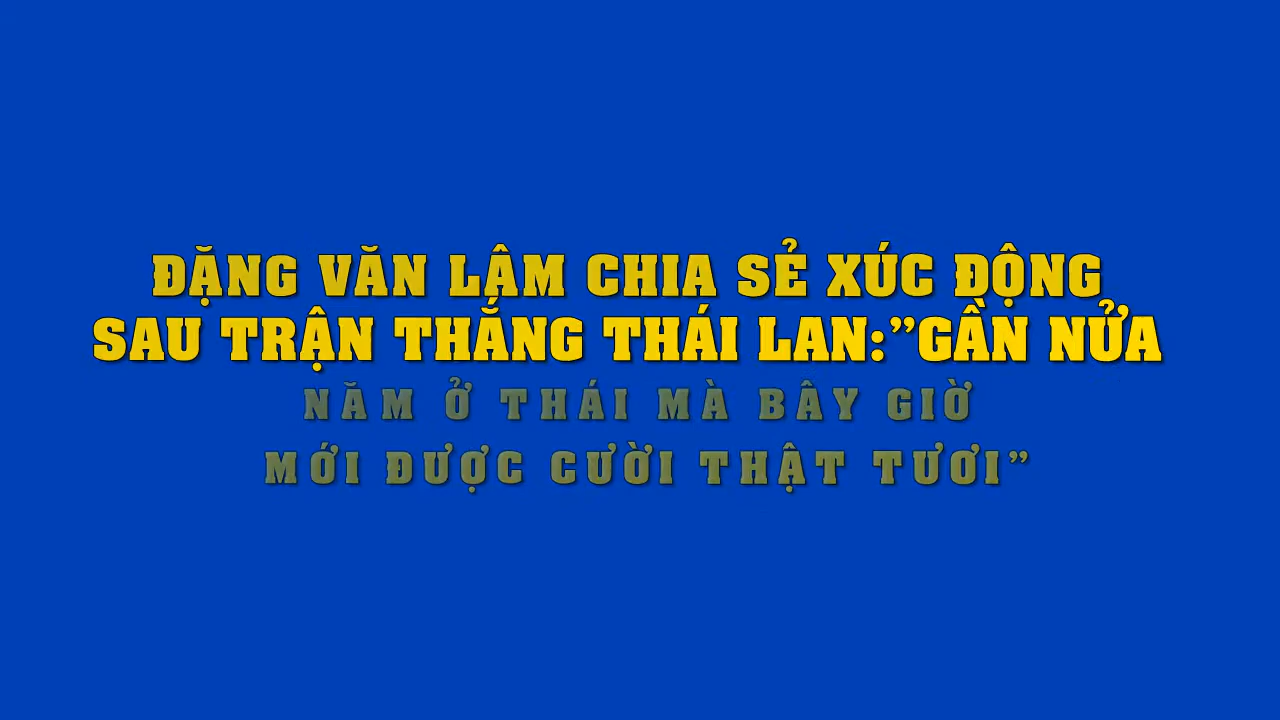 ĐẶNG VĂN LÂM CHIA SẺ XÚC ĐỘNG
SAU TRẬN THẮNG THÁI LAN:”GẦN NỬA
NĂM Ở THÁI MÀ BÂY GIỜ
MỚI ĐƯỢC CƯỜI THẬT TƯƠI”